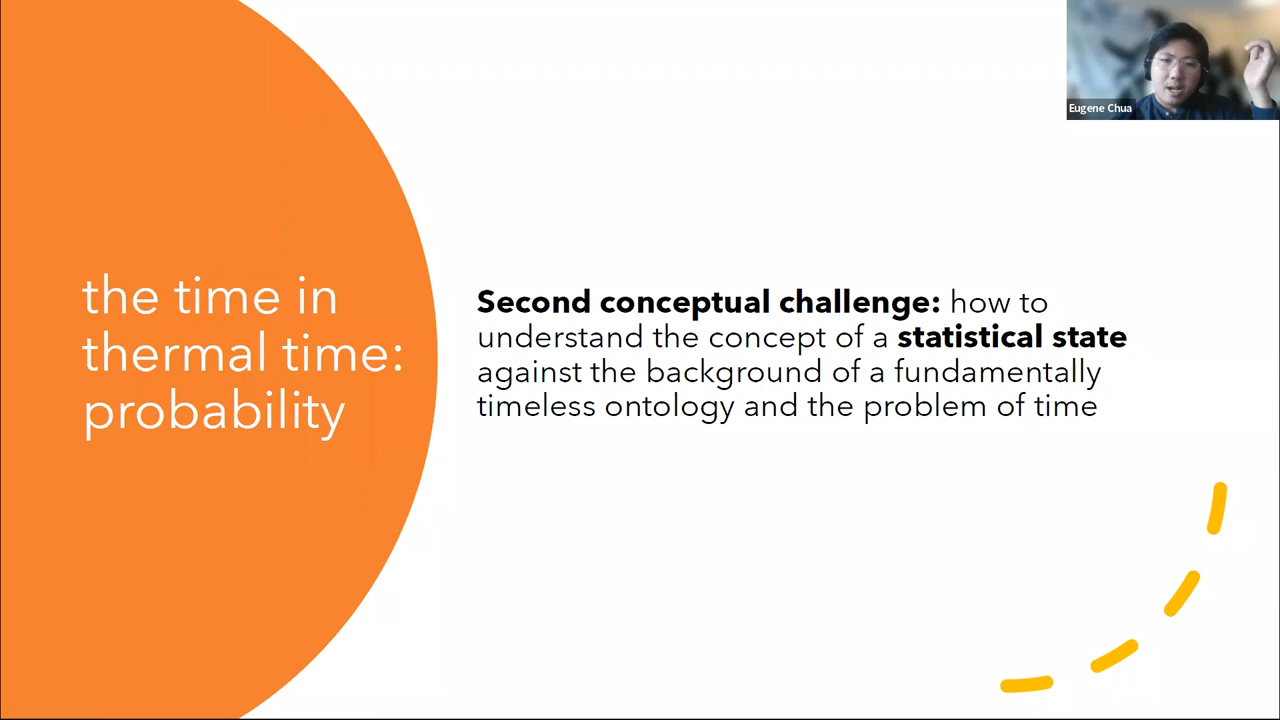 the time in
thermal time:
probability
Second conceptual challenge: how to
understand the concept of a statistical state
against the background of a fundamentally
timeless ontology and the problem of time
Eugene Chua